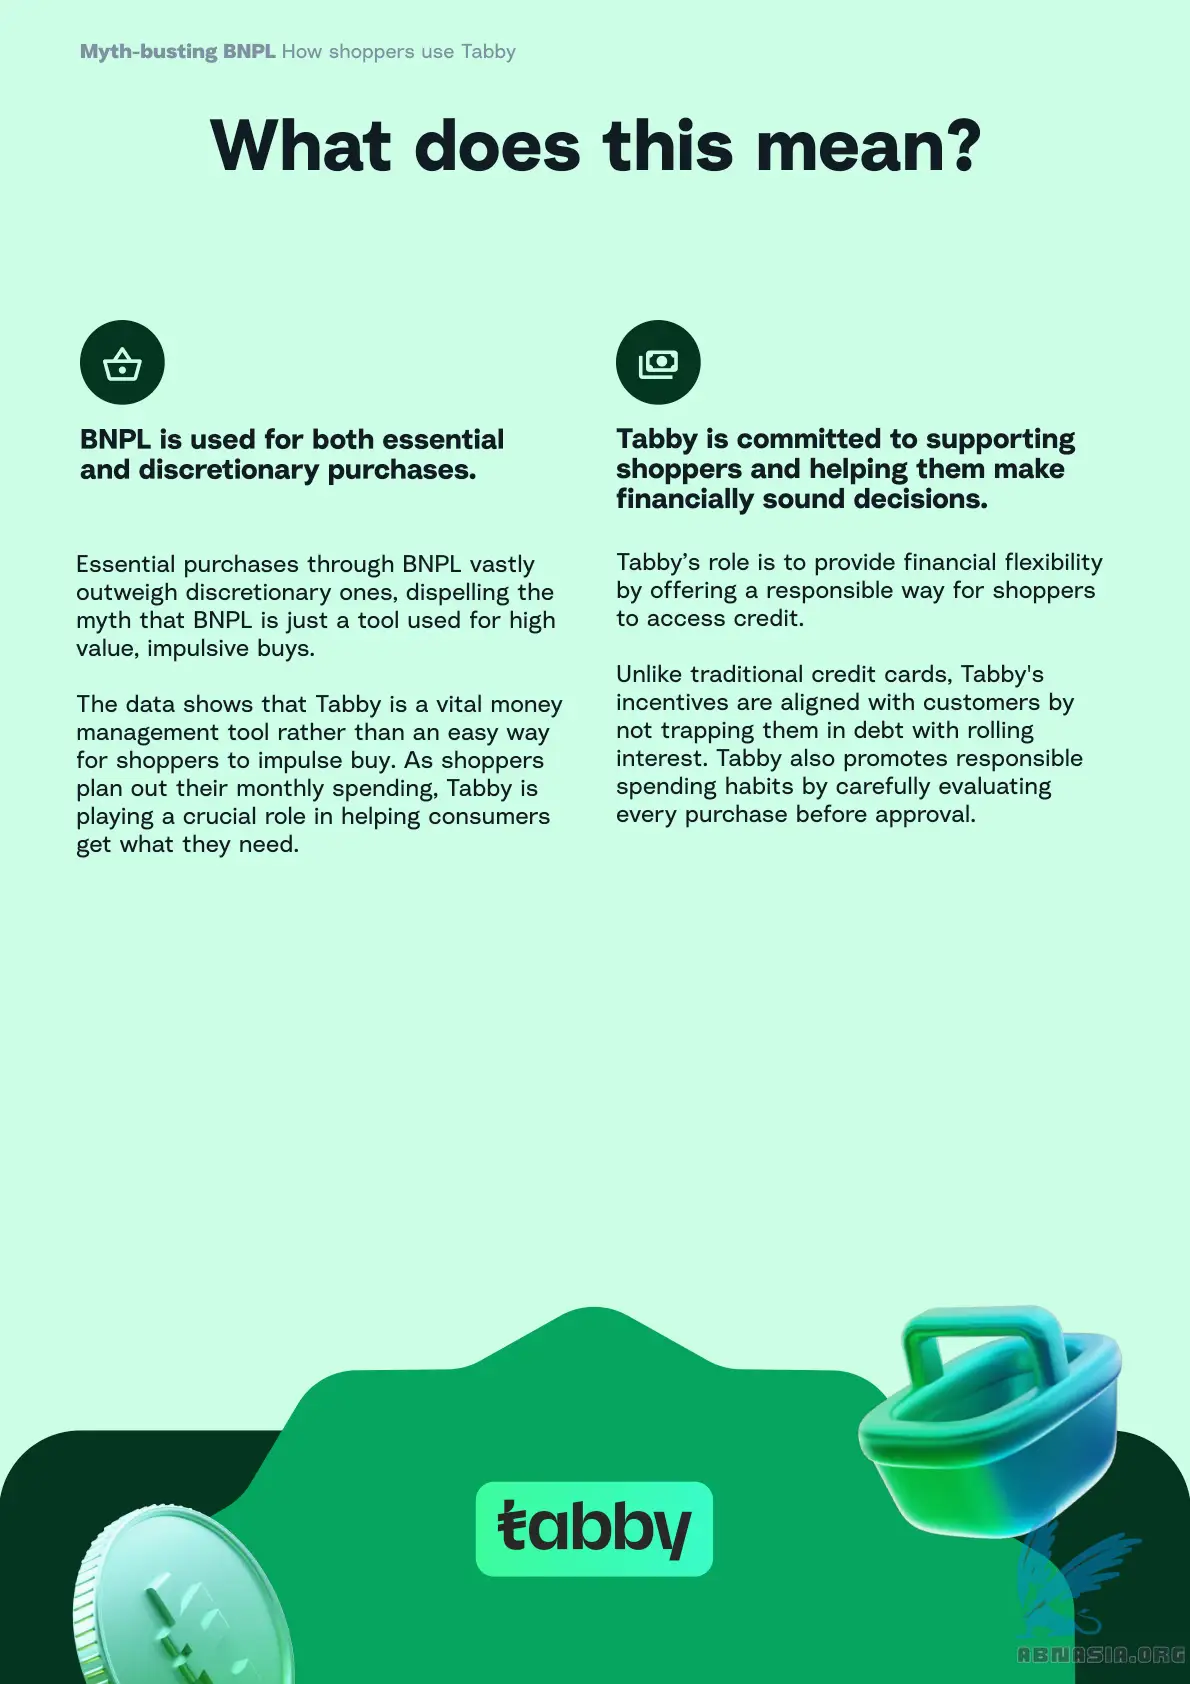 Myth-busting BNPL How shoppers use Tabby
What does this mean?
BNPL is used for both essential
and discretionary purchases.
Essential purchases through BNPL vastly
outweigh discretionary ones, dispelling the
myth that BNPL is just a tool used for high
value, impulsive buys.
The data shows that Tabby is a vital money
management tool rather than an easy way
for shoppers to impulse buy. As shoppers
plan out their monthly spending, Tabby is
playing a crucial role in helping consumers
get what they need.
Tabby is committed to supporting
shoppers and helping them make
financially sound decisions.
Tabby’s role is to provide financial flexibility
by offering a responsible way for shoppers
to access credit.
Unlike traditional credit cards, Tabby's
incentives are aligned with customers by
not trapping them in debt with rolling
interest. Tabby also promotes responsible
spending habits by carefully evaluating
every purchase before approval.
tabby
ABNASIA.ORG